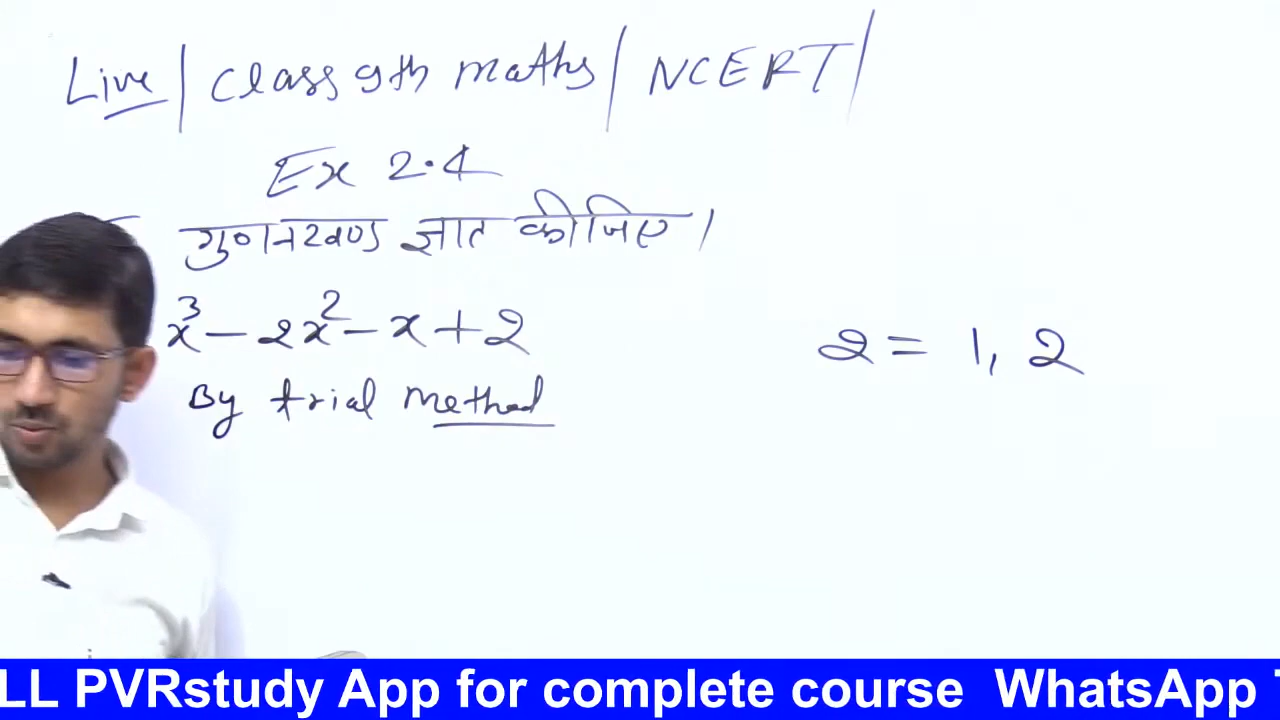 Live / Class 9th maths / NCERT /
Ex 2.4
गुणनखण्ड ज्ञात कीजिए।
x³ - 2x² - x + 2
2 = 1, 2
By trial method
LL PVRstudy App for complete course WhatsApp